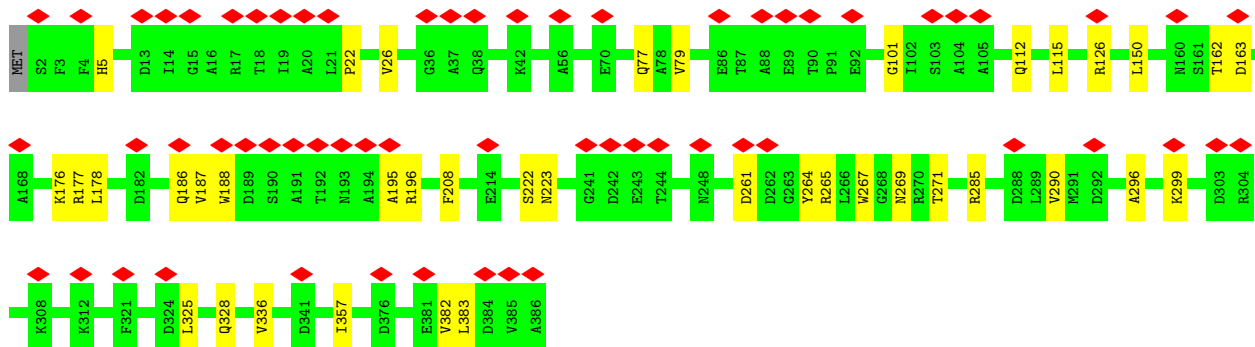 MET S2 F3 F4 H5 D13 I14 G15 A16 R17 T18 I19 A20 L21 P22 V26 G36 A37 Q38 K42 A56 E70 Q77 A78 V79 E86 T87 A88 E89 T90 P91 E92 G101 I102 S103 A104 A105 Q112 L115 R126 L150 N160 S161 T162 D163
A168 K176 R177 L178 D182 Q186 V187 W188 D189 S190 A191 T192 N193 A194 A195 R196 F208 E214 S222 N223 G241 D242 E243 T244 N248 D261 D262 G263 Y264 R265 L266 W267 G268 N269 R270 T271 R285 D288 L289 V290 M291 D292 A296 K299 D303 R304
K308 K312 F321 D324 L325 Q328 V336 D341 I357 D376 E381 V382 L383 D384 V385 A386